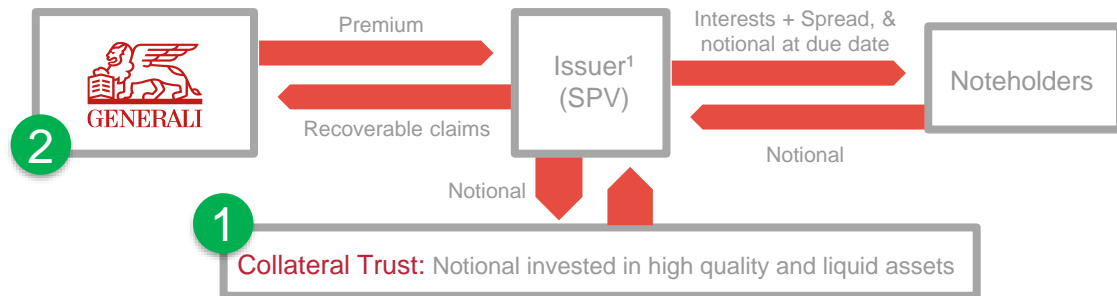 Premium
Interests + Spread, &
notional at due date
GENERALI
Issuer¹
(SPV)
Noteholders
Recoverable claims
2
Notional
Notional
1
Collateral Trust: Notional invested in high quality and liquid assets